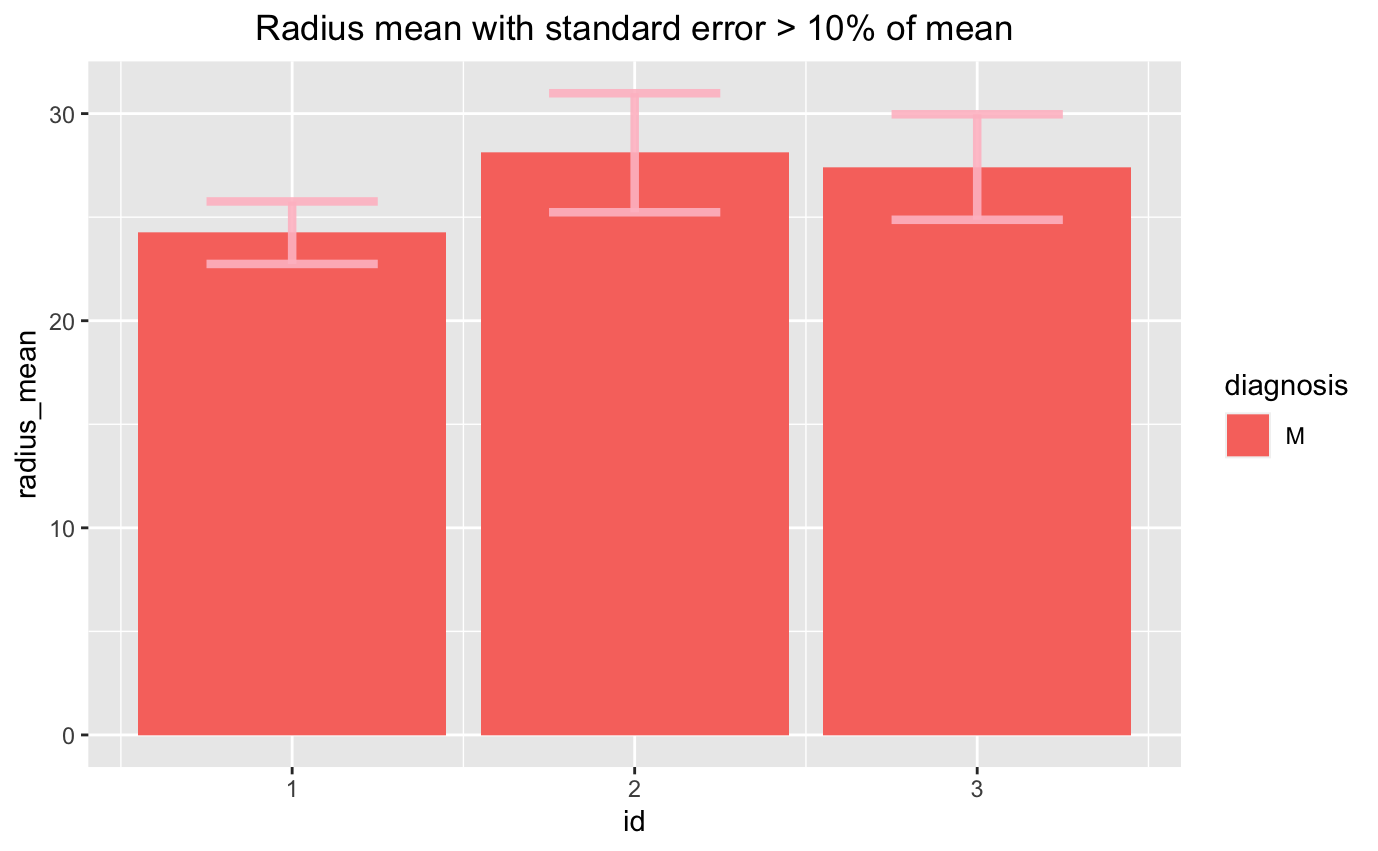 Radius mean with standard error > 10% of mean
30
20
10
0
radius_mean
1 2 3
id
diagnosis
M